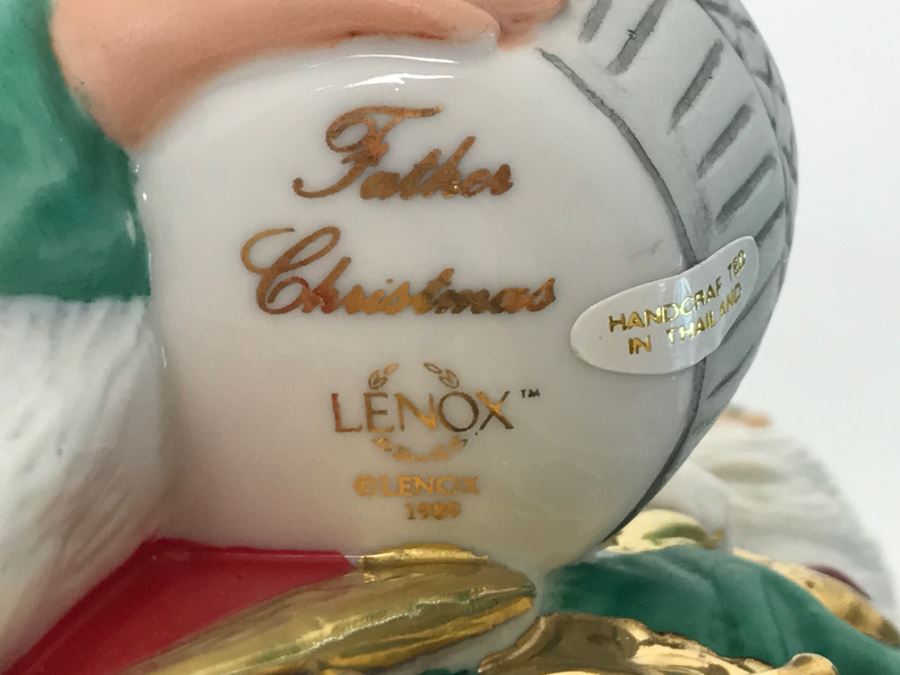 Father
Christmas
LENOX™
© LENOX
1989
HANDCRAFTED
IN THAILAND